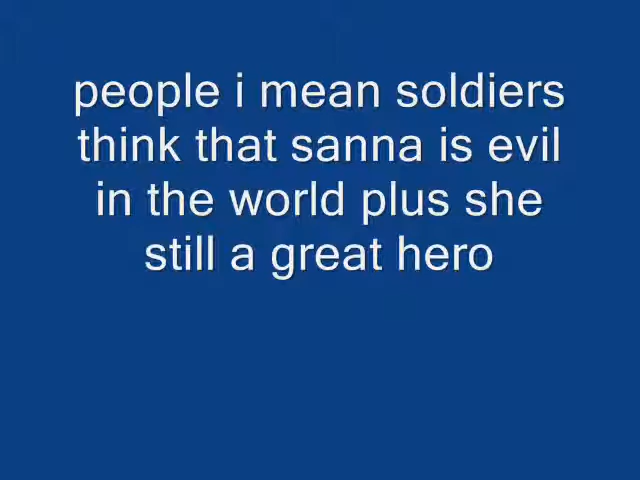 people i mean soldiers
think that sanna is evil
in the world plus she
still a great hero